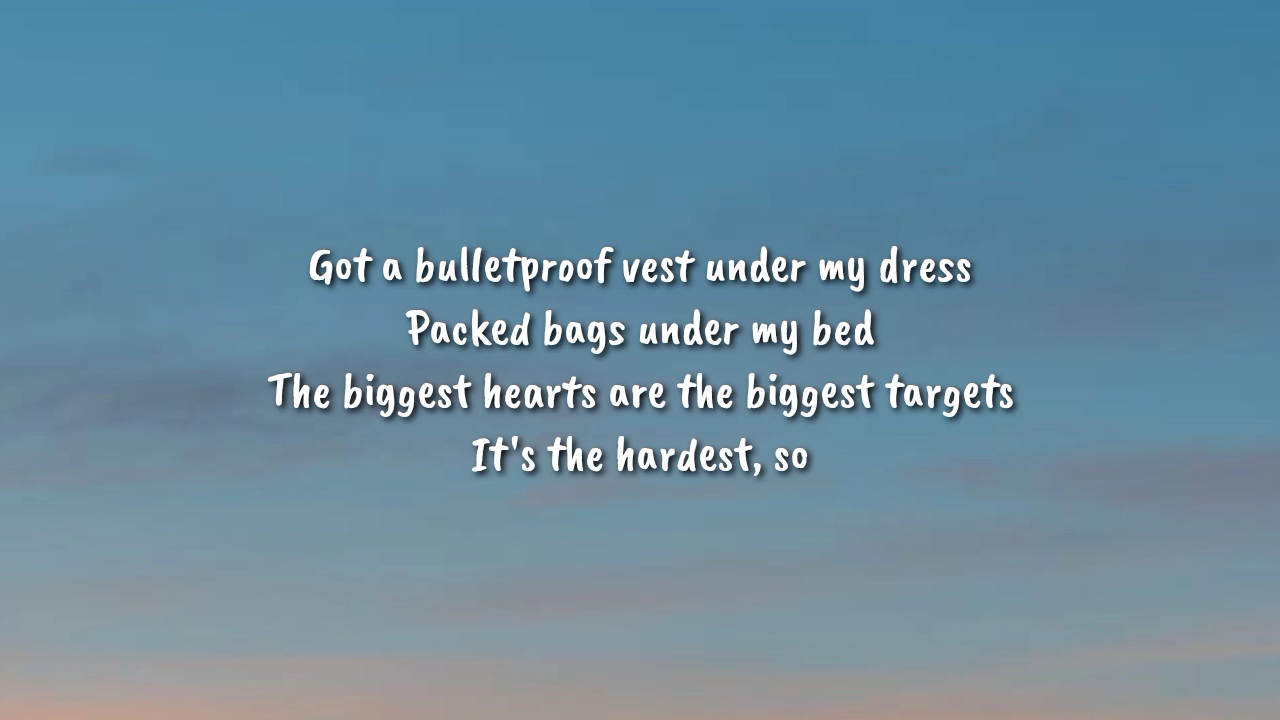 Got a bulletproof vest under my dress
Packed bags under my bed
The biggest hearts are the biggest targets
It's the hardest, so